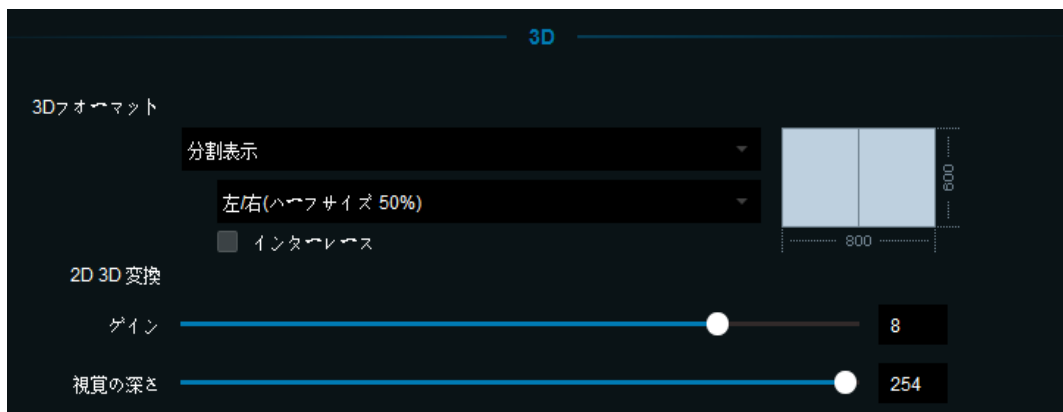 3D
3Dフォーマット
分割表示
左/右(ハーフサイズ 50%)
インターレース
600
800
2D 3D 変換
ゲイン
8
視覚の深さ
254